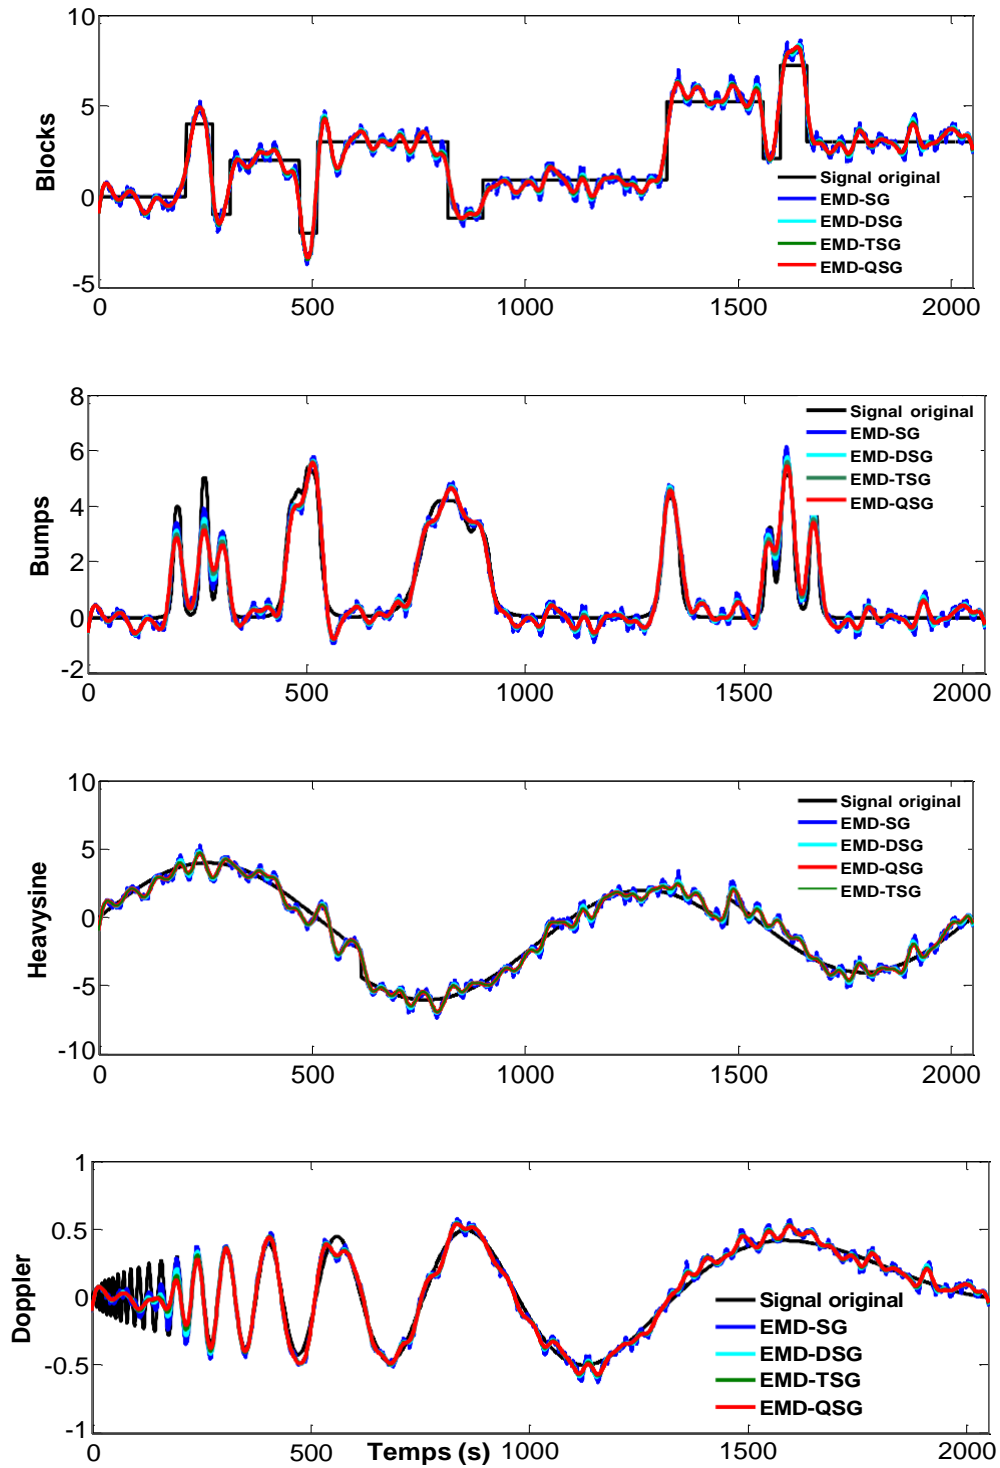 10
5
0
-5
Blocks
Signal original
EMD-SG
EMD-DSG
EMD-TSG
EMD-QSG
0
500
1000
1500
2000
8
6
4
2
0
-2
Bumps
Signal original
EMD-SG
EMD-DSG
EMD-TSG
EMD-QSG
0
500
1000
1500
2000
10
5
0
-5
-10
Heavysine
Signal original
EMD-SG
EMD-DSG
EMD-QSG
EMD-TSG
0
500
1000
1500
2000
1
0.5
0
-0.5
-1
Doppler
Signal original
EMD-SG
EMD-DSG
EMD-TSG
EMD-QSG
0
500
1000
1500
2000
Temps (s)